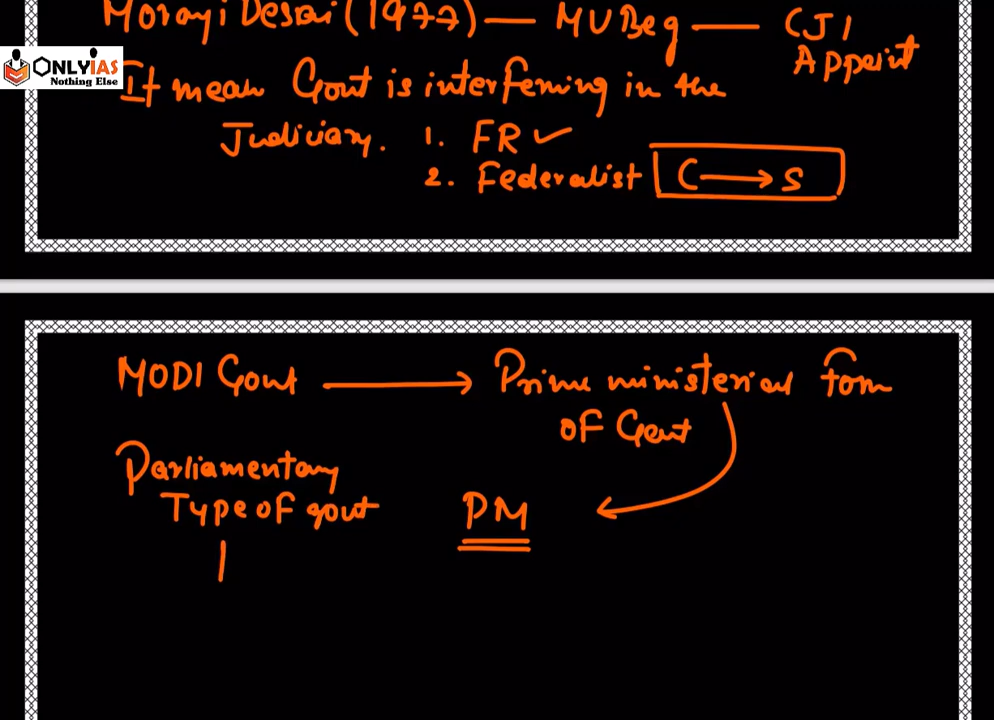 Morayi Desai (1977) — MU Beg — CJI
Appoint
ONLYIAS
Nothing Else
It mean Govt is interfering in the
Judiciary. 1. FR ✓
2. Federalist C → S
MODI Govt → Prime ministerial form
of Govt
Parliamentary
Type of govt PM